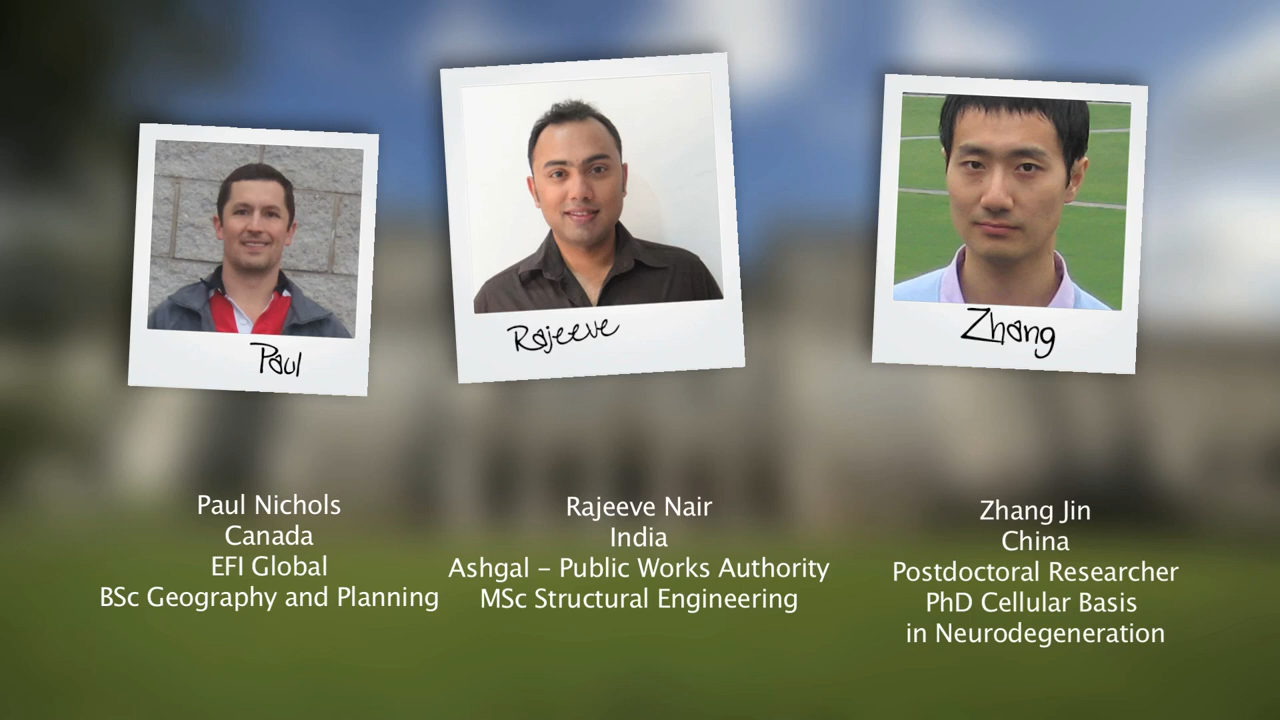 Paul
Rajeeve
Zhang
Paul Nichols
Canada
EFI Global
BSc Geography and Planning
Rajeeve Nair
India
Ashgal - Public Works Authority
MSc Structural Engineering
Zhang Jin
China
Postdoctoral Researcher
PhD Cellular Basis
in Neurodegeneration